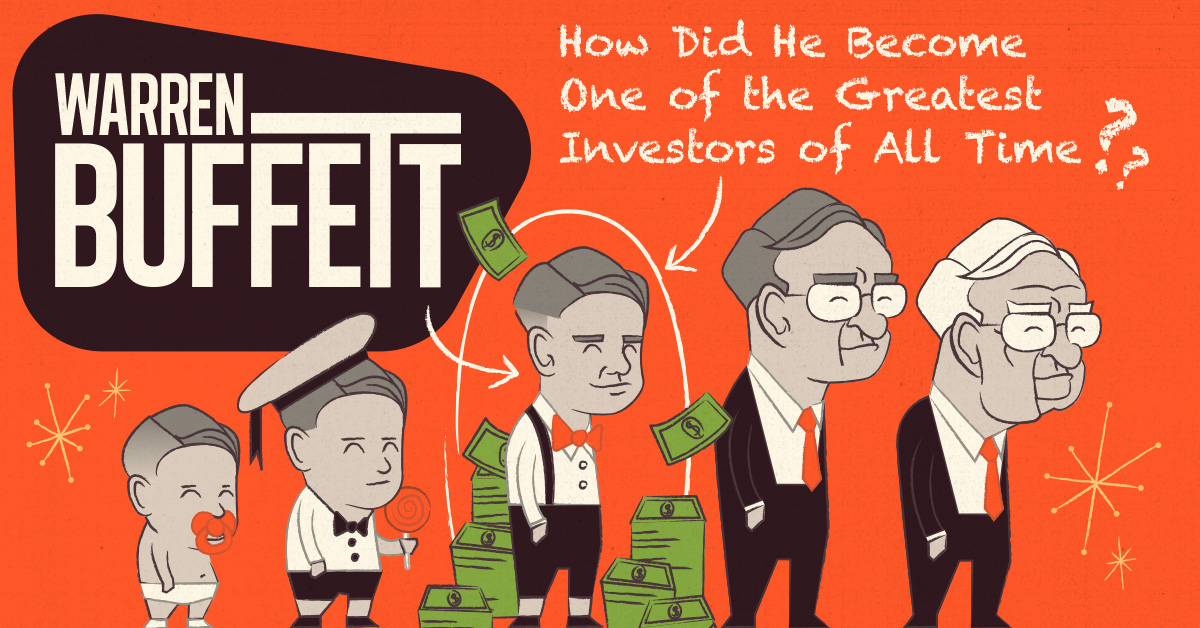 WARREN
BUFFETT
How Did He Become
One of the Greatest
Investors of All Time??
$
$
$
$
$
$
$
$